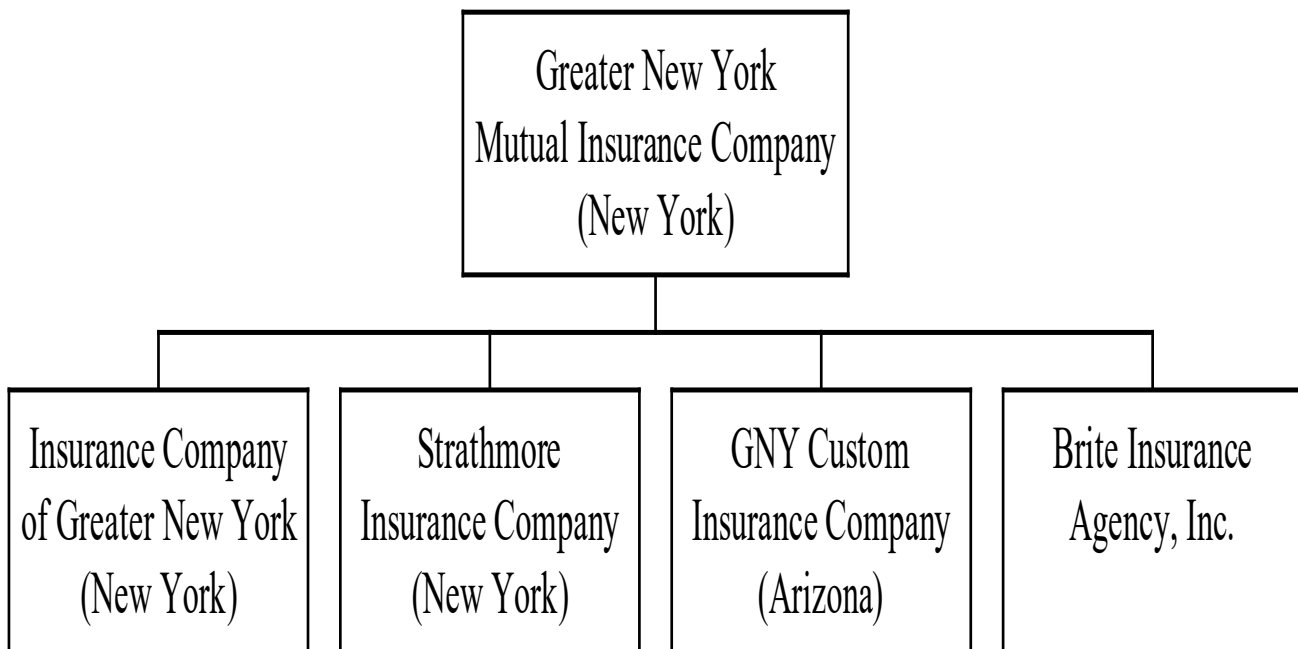 Greater New York
Mutual Insurance Company
(New York)
Insurance Company
of Greater New York
(New York)
Strathmore
Insurance Company
(New York)
GNY Custom
Insurance Company
(Arizona)
Brite Insurance
Agency, Inc.